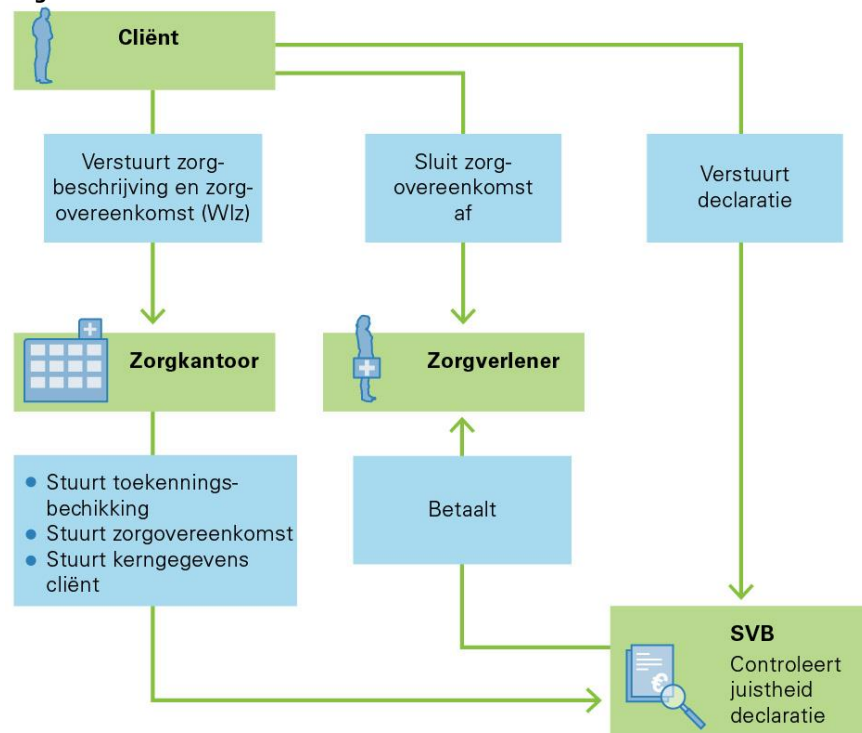 Cliënt
Verstuurt zorg-
beschrijving en zorg-
overeenkomst (Wlz)
Sluit zorg-
overeenkomst
af
Verstuurt
declaratie
Zorgkantoor
Zorgverlener
Stuurt toekennings-
bechikking
Stuurt zorgovereenkomst
Stuurt kerngegevens
cliënt
Betaalt
SVB
Controleert
juistheid
declaratie